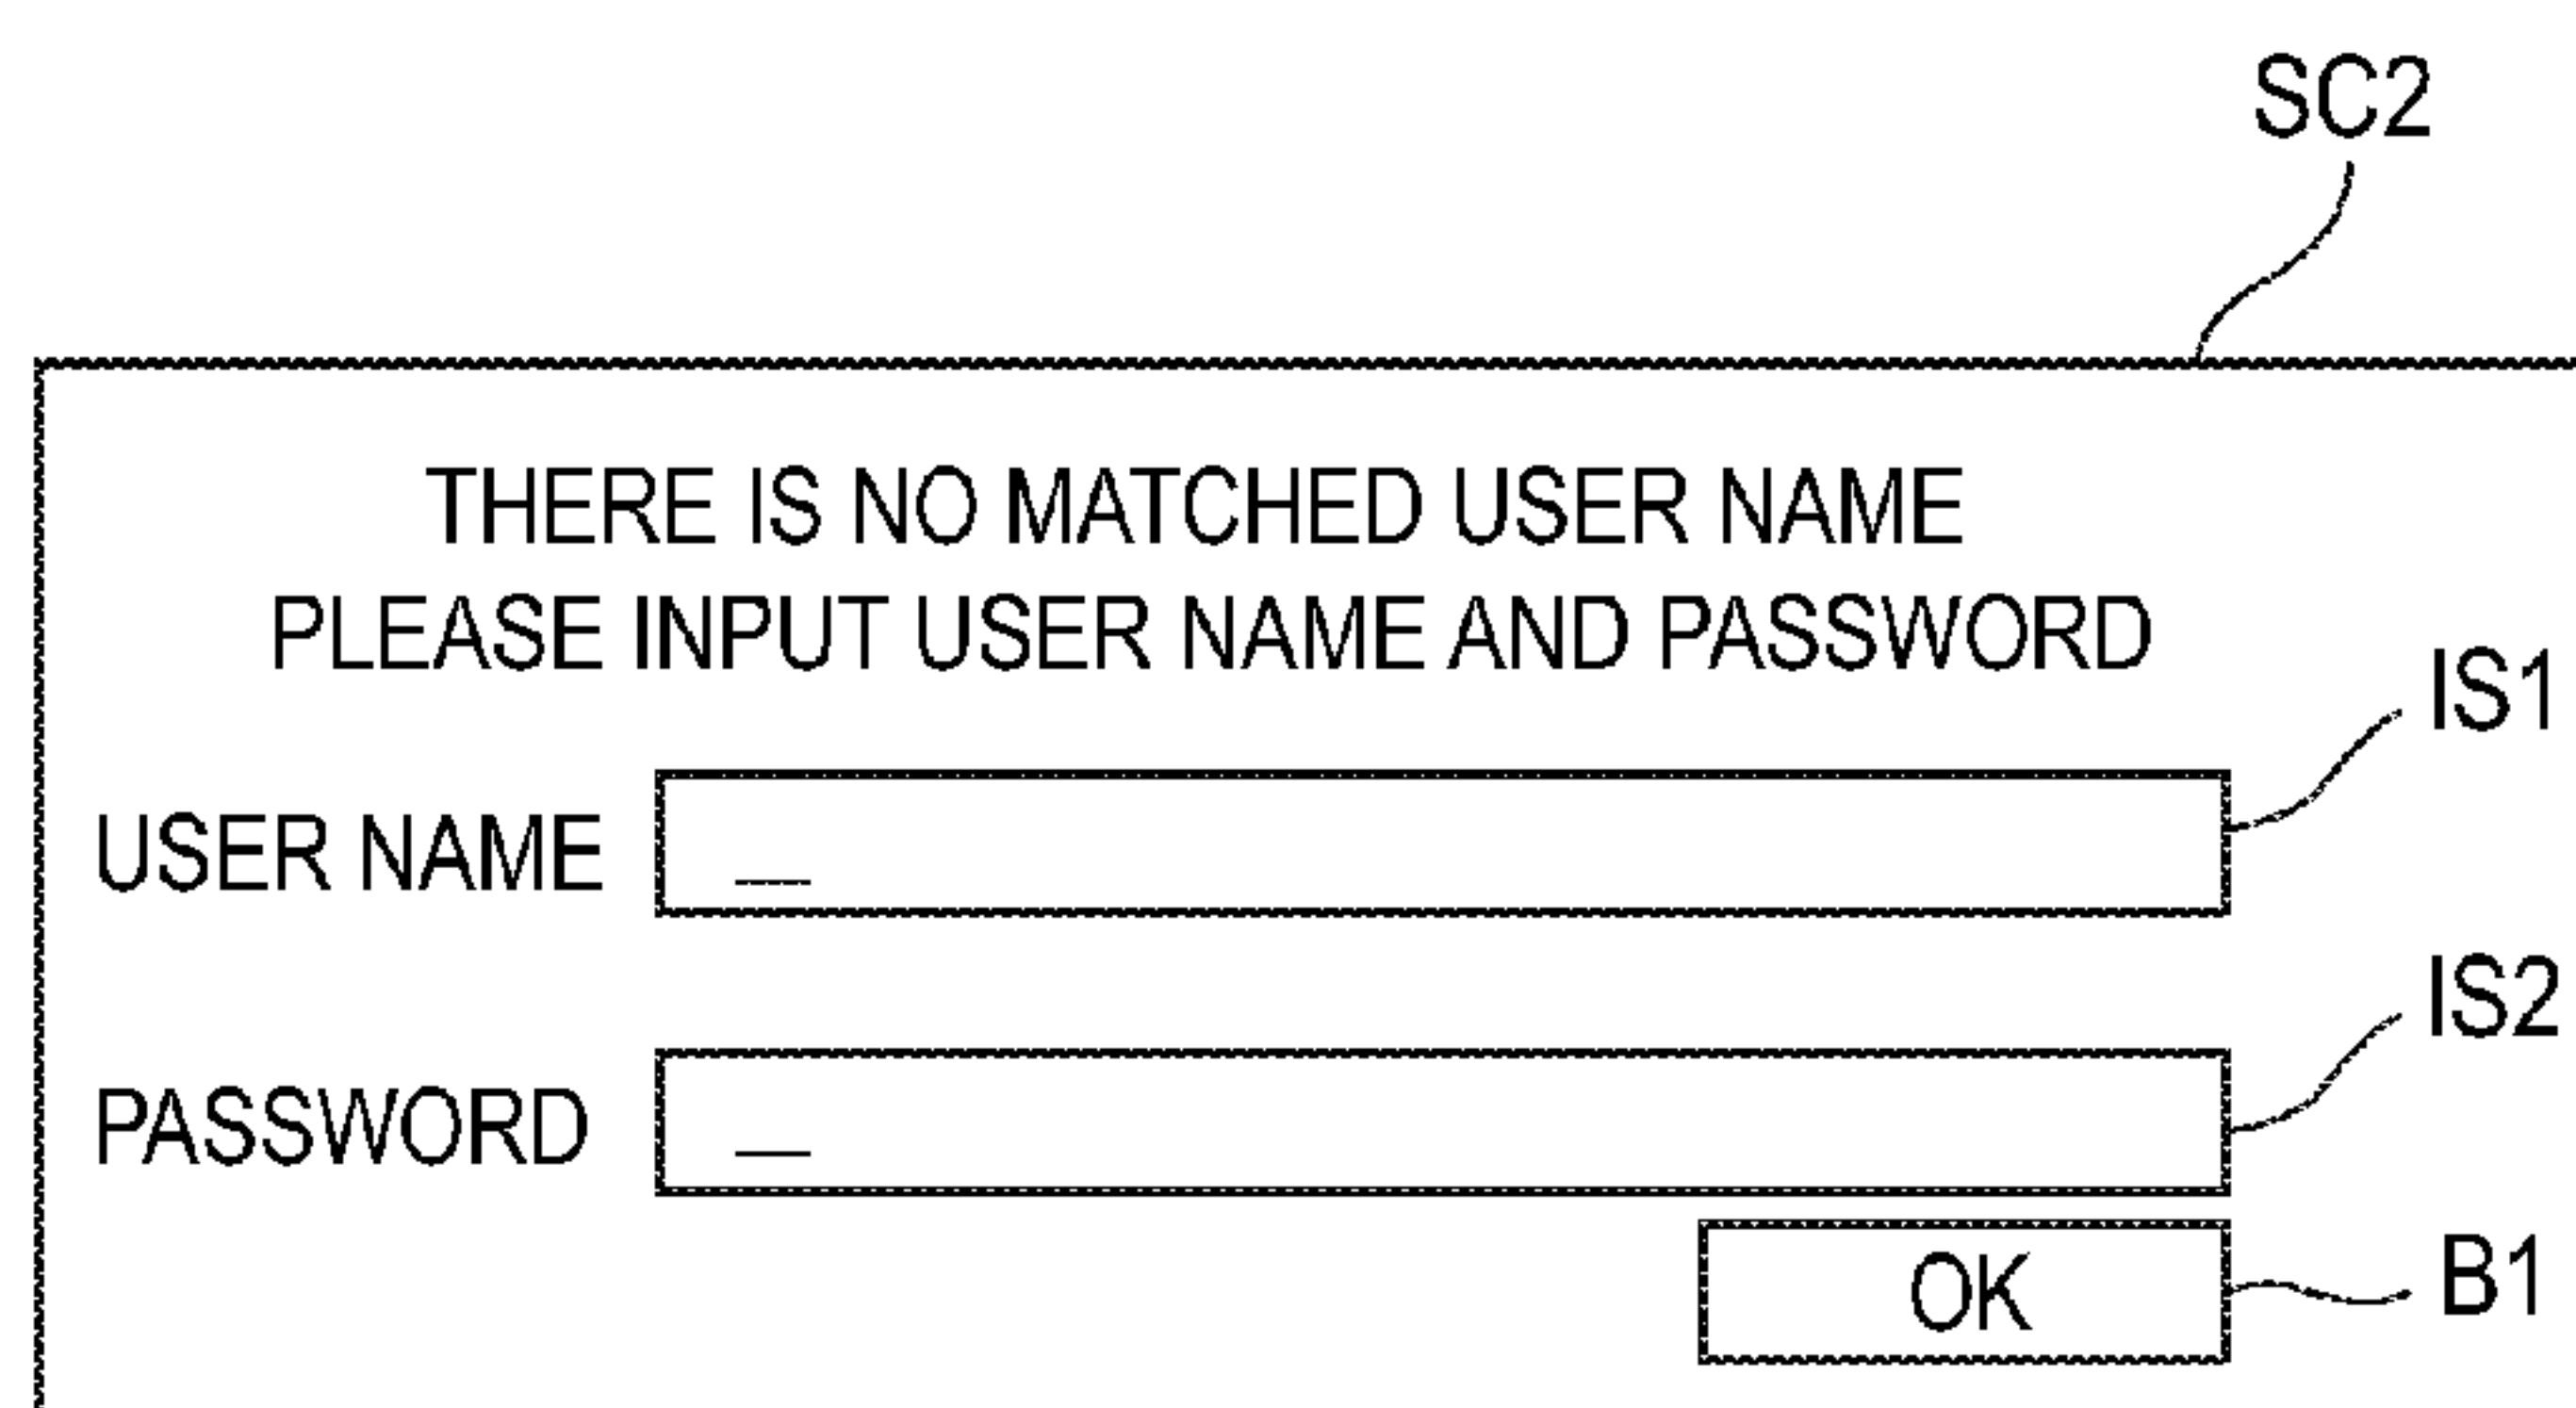 SC2
THERE IS NO MATCHED USER NAME
PLEASE INPUT USER NAME AND PASSWORD
IS1
USER NAME
IS2
PASSWORD
OK
B1